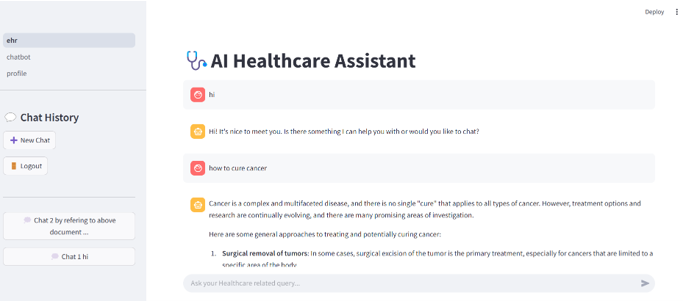 Deploy
ehr
chatbot
profile
Chat History
New Chat
Logout
Chat 2 by refering to above
document ...
Chat 1 hi
AI Healthcare Assistant
hi
Hi! It's nice to meet you. Is there something I can help you with or would you like to chat?
how to cure cancer
Cancer is a complex and multifaceted disease, and there is no single "cure" that applies to all types of cancer. However, treatment options and
research are continually evolving, and there are many promising areas of investigation.
Here are some general approaches to treating and potentially curing cancer:
1. Surgical removal of tumors: In some cases, surgical excision of the tumor is the primary treatment, especially for cancers that are limited to a
specific area of the body.
Ask your Healthcare related query...